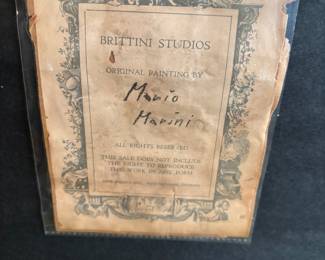 BRITTINI STUDIOS
ORIGINAL PAINTING BY
Mario
Marini
ALL RIGHTS RESERVED
THIS SALE DOES NOT INCLUDE
THE RIGHT TO REPRODUCE
THIS WORK IN ANY FORM